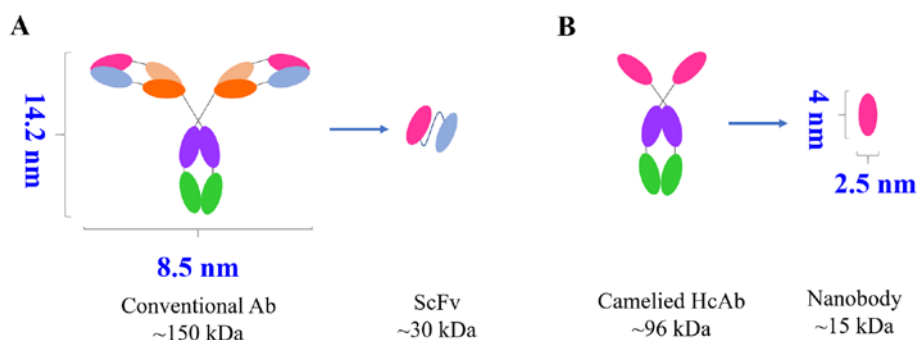 A
14.2 nm
8.5 nm
Conventional Ab
~150 kDa
ScFv
~30 kDa
B
4 nm
2.5 nm
Camelied HcAb
~96 kDa
Nanobody
~15 kDa